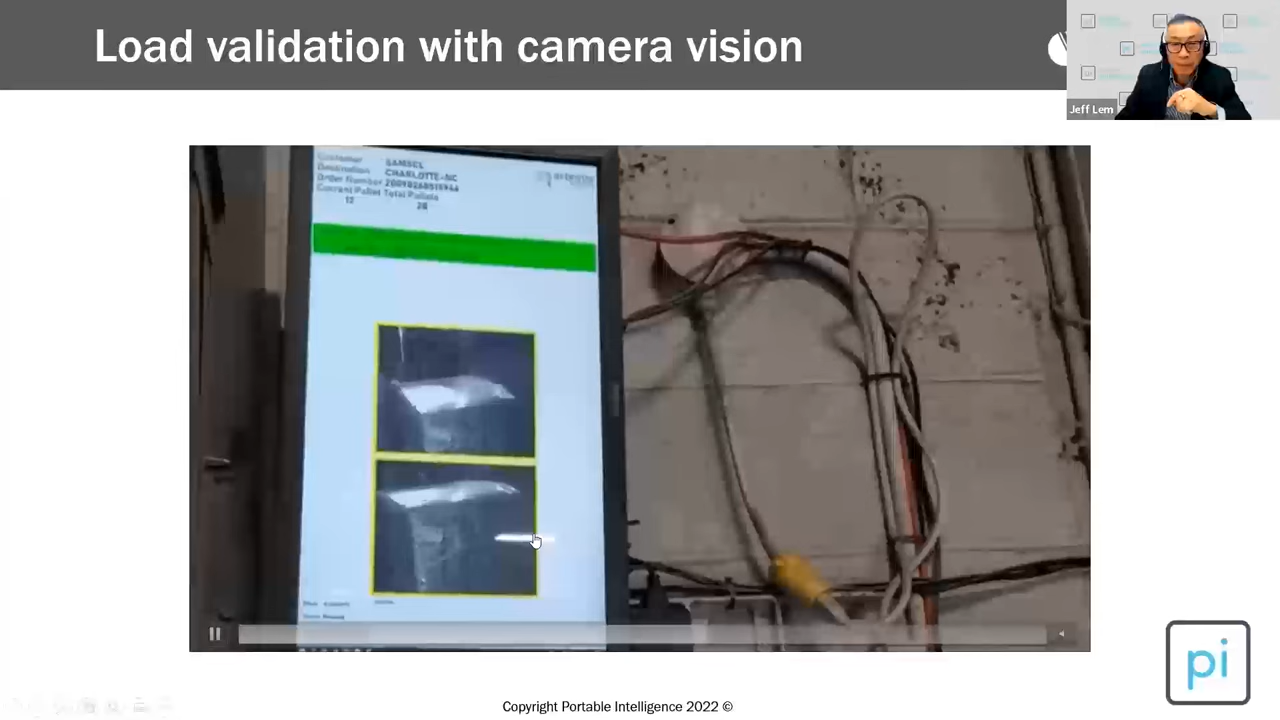 Load validation with camera vision
Jeff Lem
Customer SAMSCL
Destination CHARLOTTE-NC
Order Number
Current Pallet Total Pallets
12 28
pi
Copyright Portable Intelligence 2022 ©